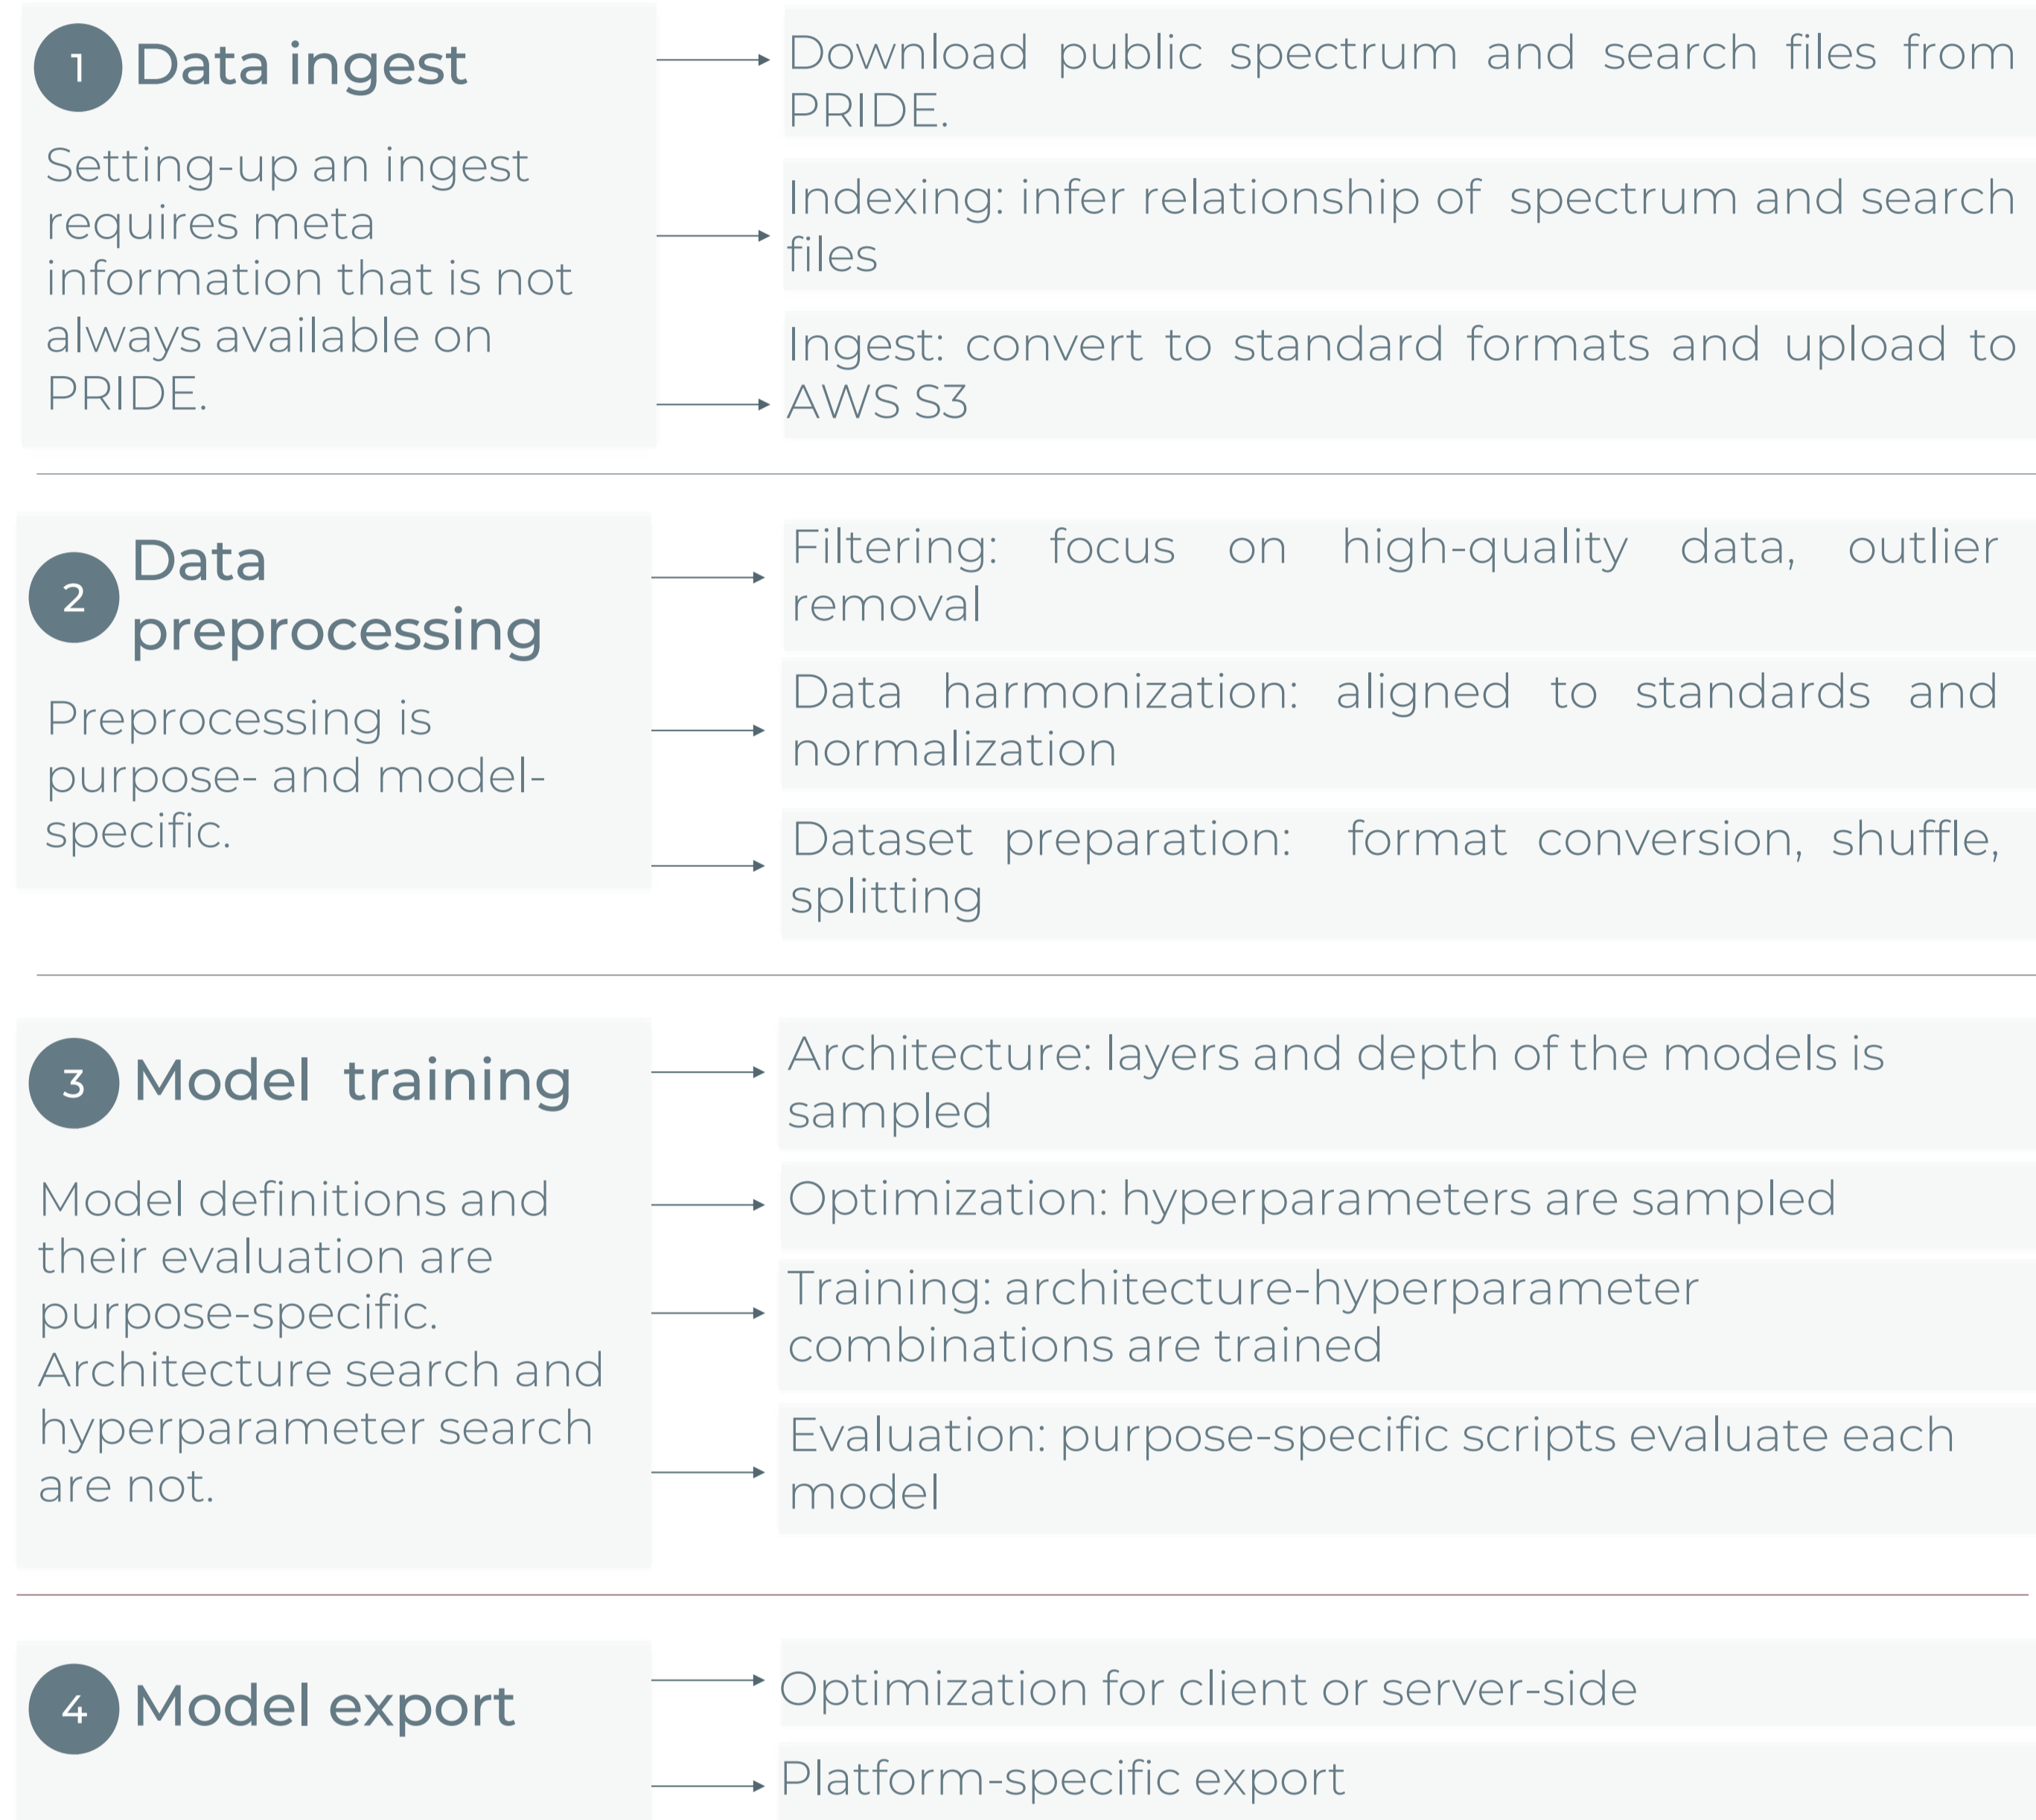 1 Data ingest
Setting-up an ingest
requires meta
information that is not
always available on
PRIDE.
Download public spectrum and search files from
PRIDE.
Indexing: infer relationship of spectrum and search
files
Ingest: convert to standard formats and upload to
AWS S3
2 Data
preprocessing
Preprocessing is
purpose- and model-
specific.
Filtering: focus on high-quality data, outlier
removal
Data harmonization: aligned to standards and
normalization
Dataset preparation: format conversion, shuffle,
splitting
3 Model training
Model definitions and
their evaluation are
purpose-specific.
Architecture search and
hyperparameter search
are not.
Architecture: layers and depth of the models is
sampled
Optimization: hyperparameters are sampled
Training: architecture-hyperparameter
combinations are trained
Evaluation: purpose-specific scripts evaluate each
model
4 Model export
Optimization for client or server-side
Platform-specific export